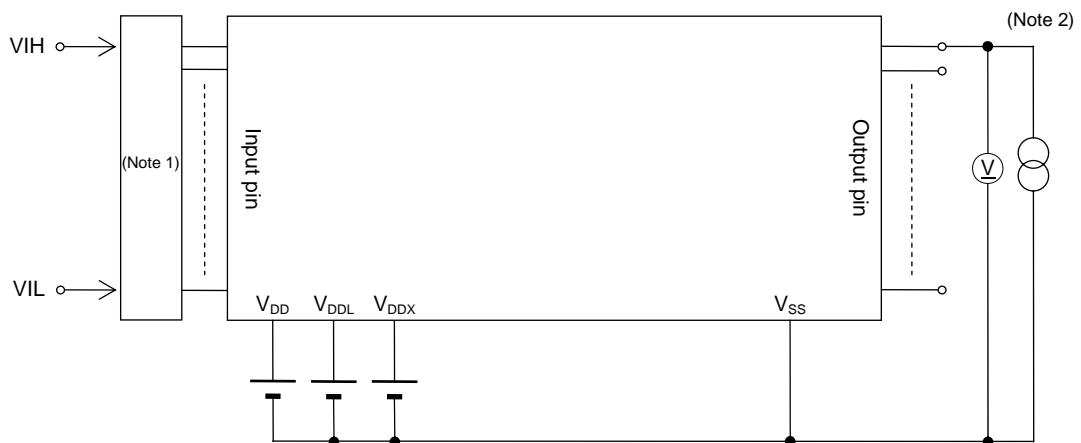 (Note 2)
VIH
(Note 1)
Input pin
Output pin
V
VIL
VDD VDDL VDDX VSS